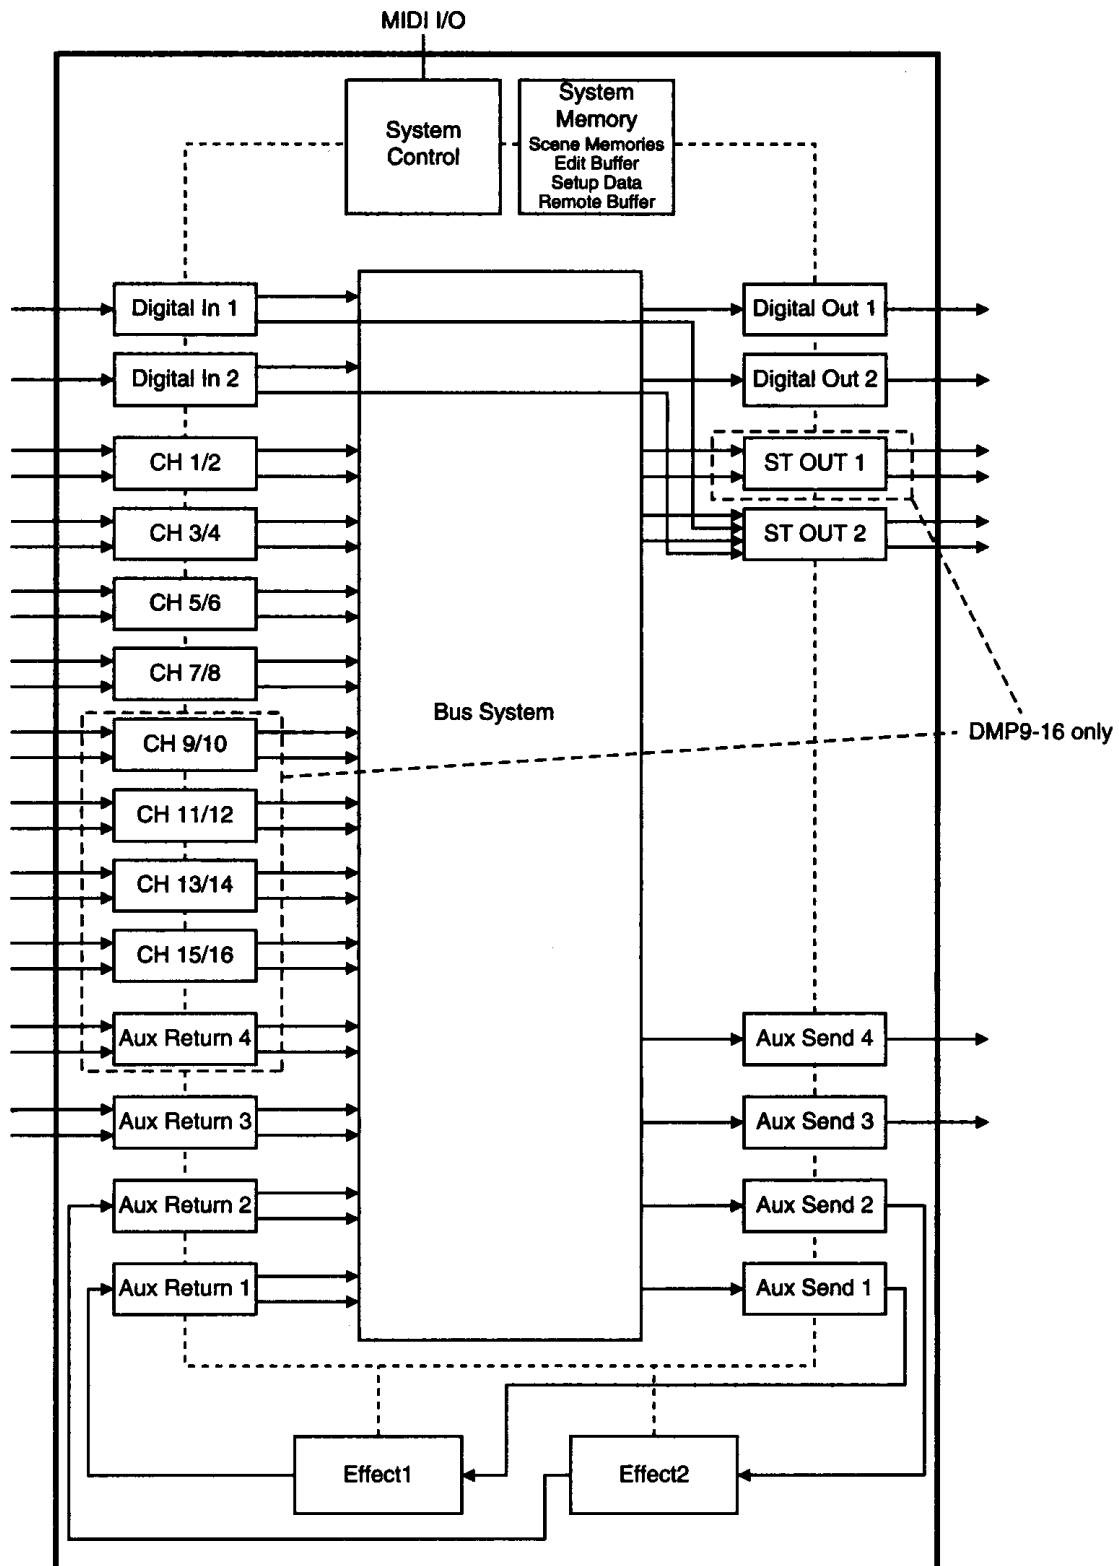 MIDI I/O
System
Control
System
Memory
Scene Memories
Edit Buffer
Setup Data
Remote Buffer
Digital In 1
Digital Out 1
Digital In 2
Digital Out 2
CH 1/2
ST OUT 1
CH 3/4
ST OUT 2
CH 5/6
CH 7/8
Bus System
CH 9/10
DMP9-16 only
CH 11/12
CH 13/14
CH 15/16
Aux Return 4
Aux Send 4
Aux Return 3
Aux Send 3
Aux Return 2
Aux Send 2
Aux Return 1
Aux Send 1
Effect1
Effect2